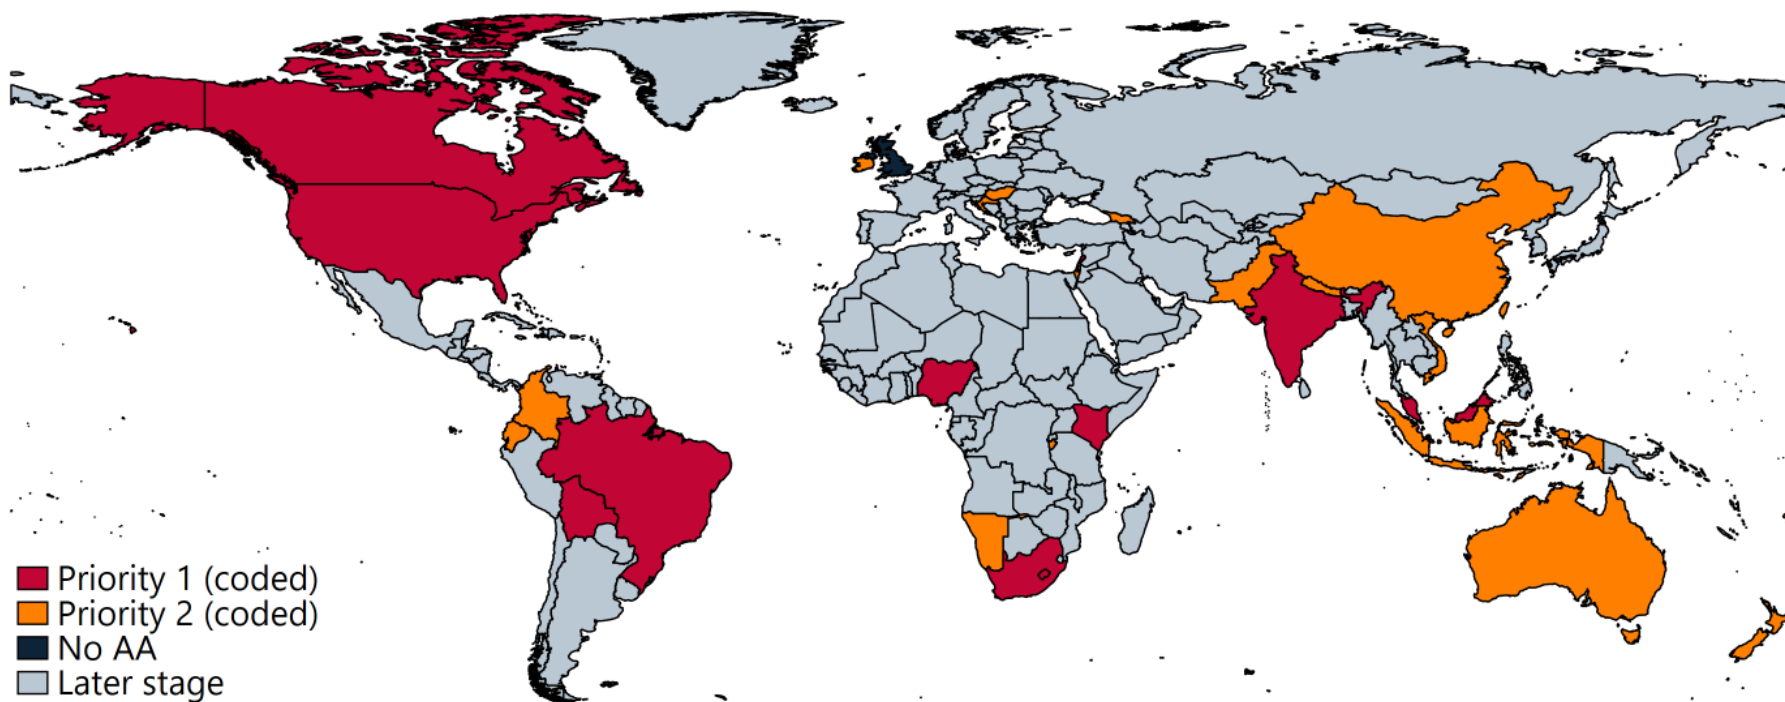 Priority 1 (coded)
Priority 2 (coded)
No AA
Later stage